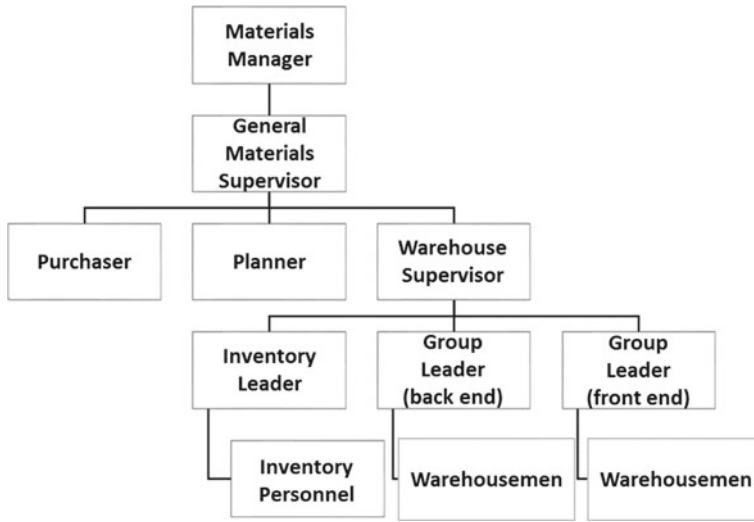 Materials
Manager
General
Materials
Supervisor
Purchaser
Planner
Warehouse
Supervisor
Inventory
Leader
Group
Leader
(back end)
Group
Leader
(front end)
Inventory
Personnel
Warehousemen
Warehousemen